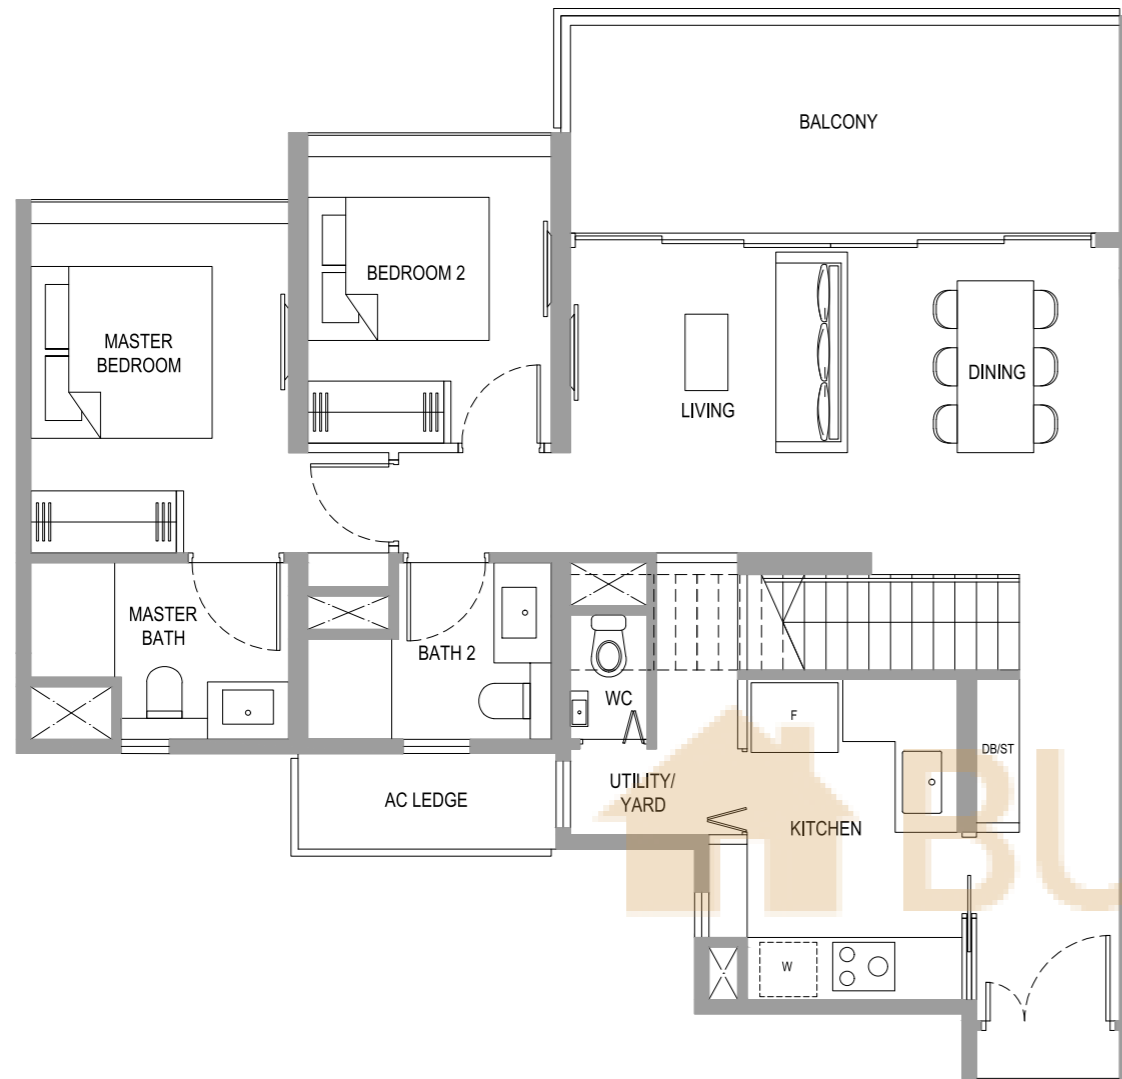 BALCONY
BEDROOM 2
MASTER
BEDROOM
DINING
LIVING
MASTER
BATH
BATH 2
WC
F
DB/ST
UTILITY/
YARD
AC LEDGE
KITCHEN
W
BU